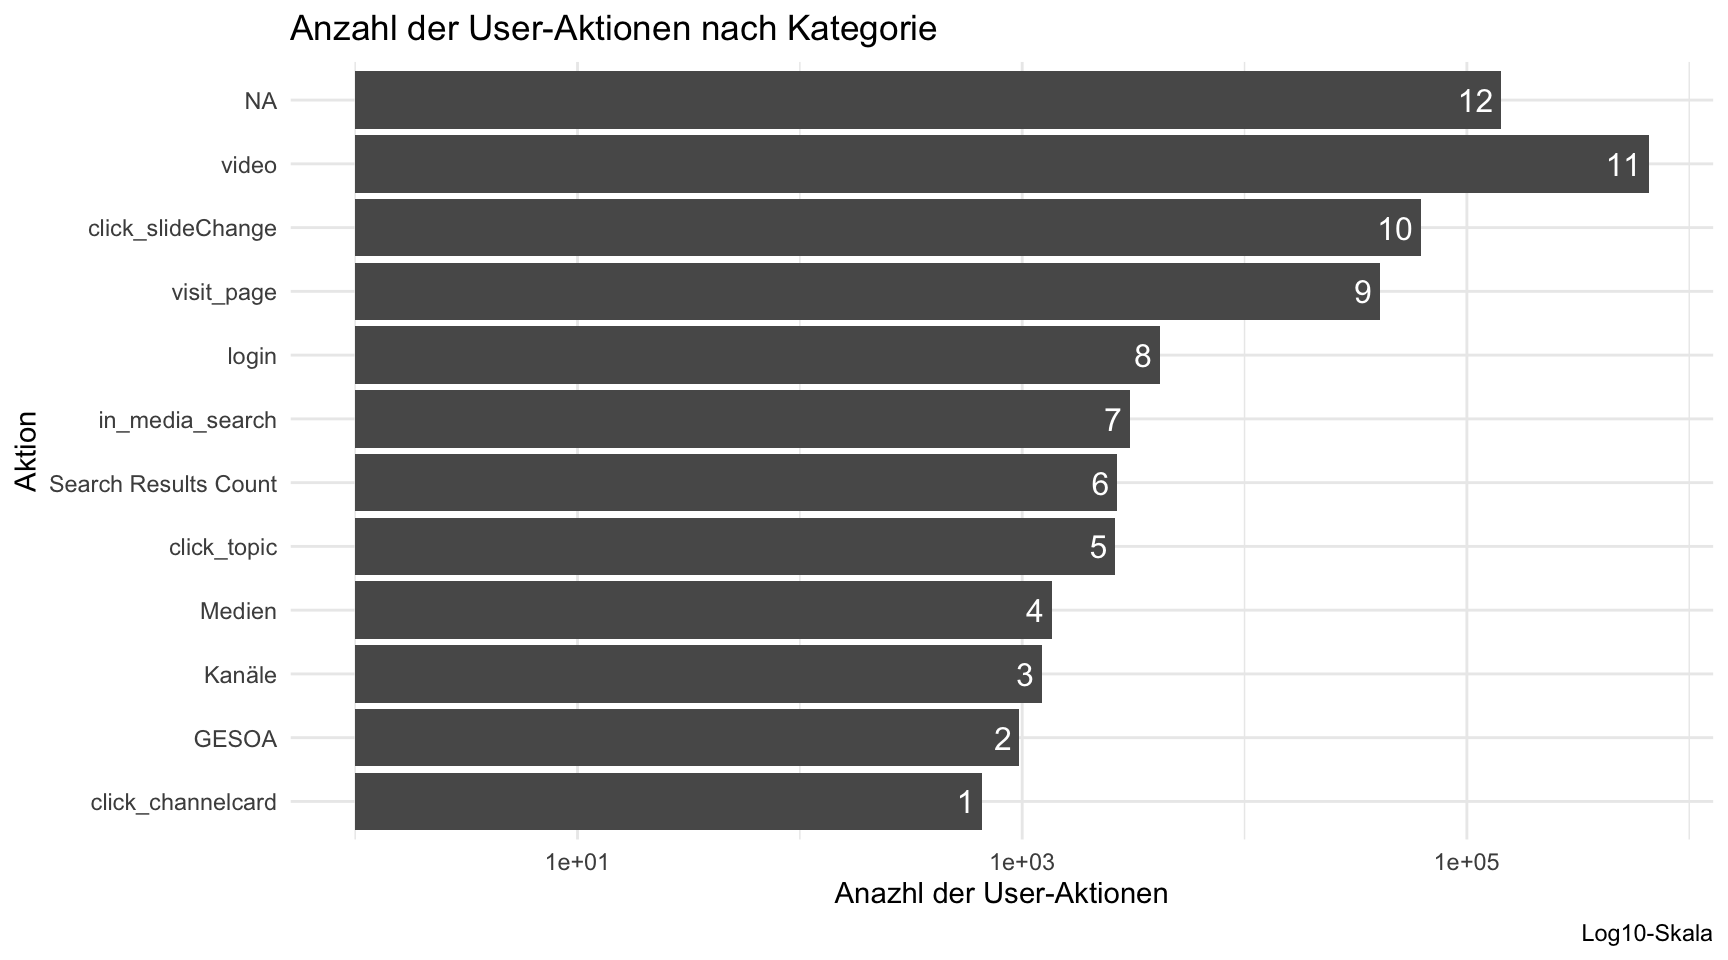 Anzahl der User-Aktionen nach Kategorie
NA 12
video 11
click_slideChange 10
visit_page 9
login 8
in_media_search 7
Search Results Count 6
click_topic 5
Medien 4
Kanäle 3
GESOA 2
click_channelcard 1
Aktion
1e+01 1e+03 1e+05
Anazhl der User-Aktionen
Log10-Skala